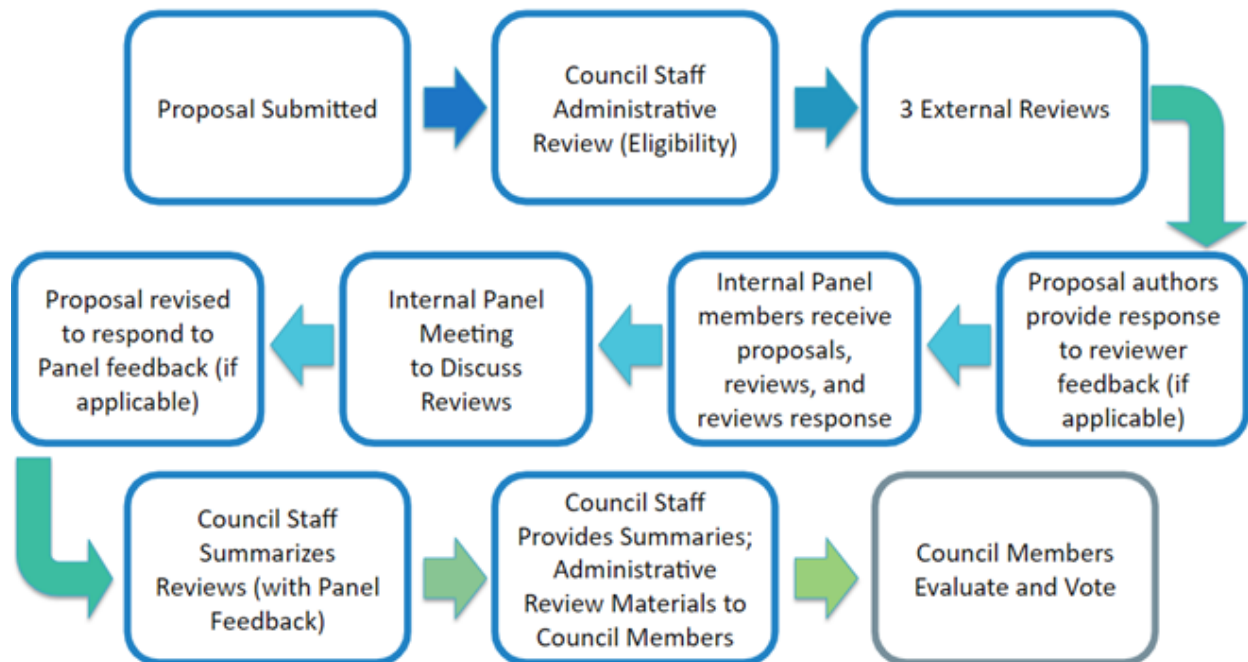 Proposal Submitted
Council Staff
Administrative
Review (Eligibility)
3 External Reviews
Proposal authors
provide response
to reviewer
feedback (if
applicable)
Internal Panel
members receive
proposals,
reviews, and
reviews response
Internal Panel
Meeting
to Discuss
Reviews
Proposal revised
to respond to
Panel feedback (if
applicable)
Council Staff
Summarizes
Reviews (with Panel
Feedback)
Council Staff
Provides Summaries;
Administrative
Review Materials to
Council Members
Council Members
Evaluate and Vote